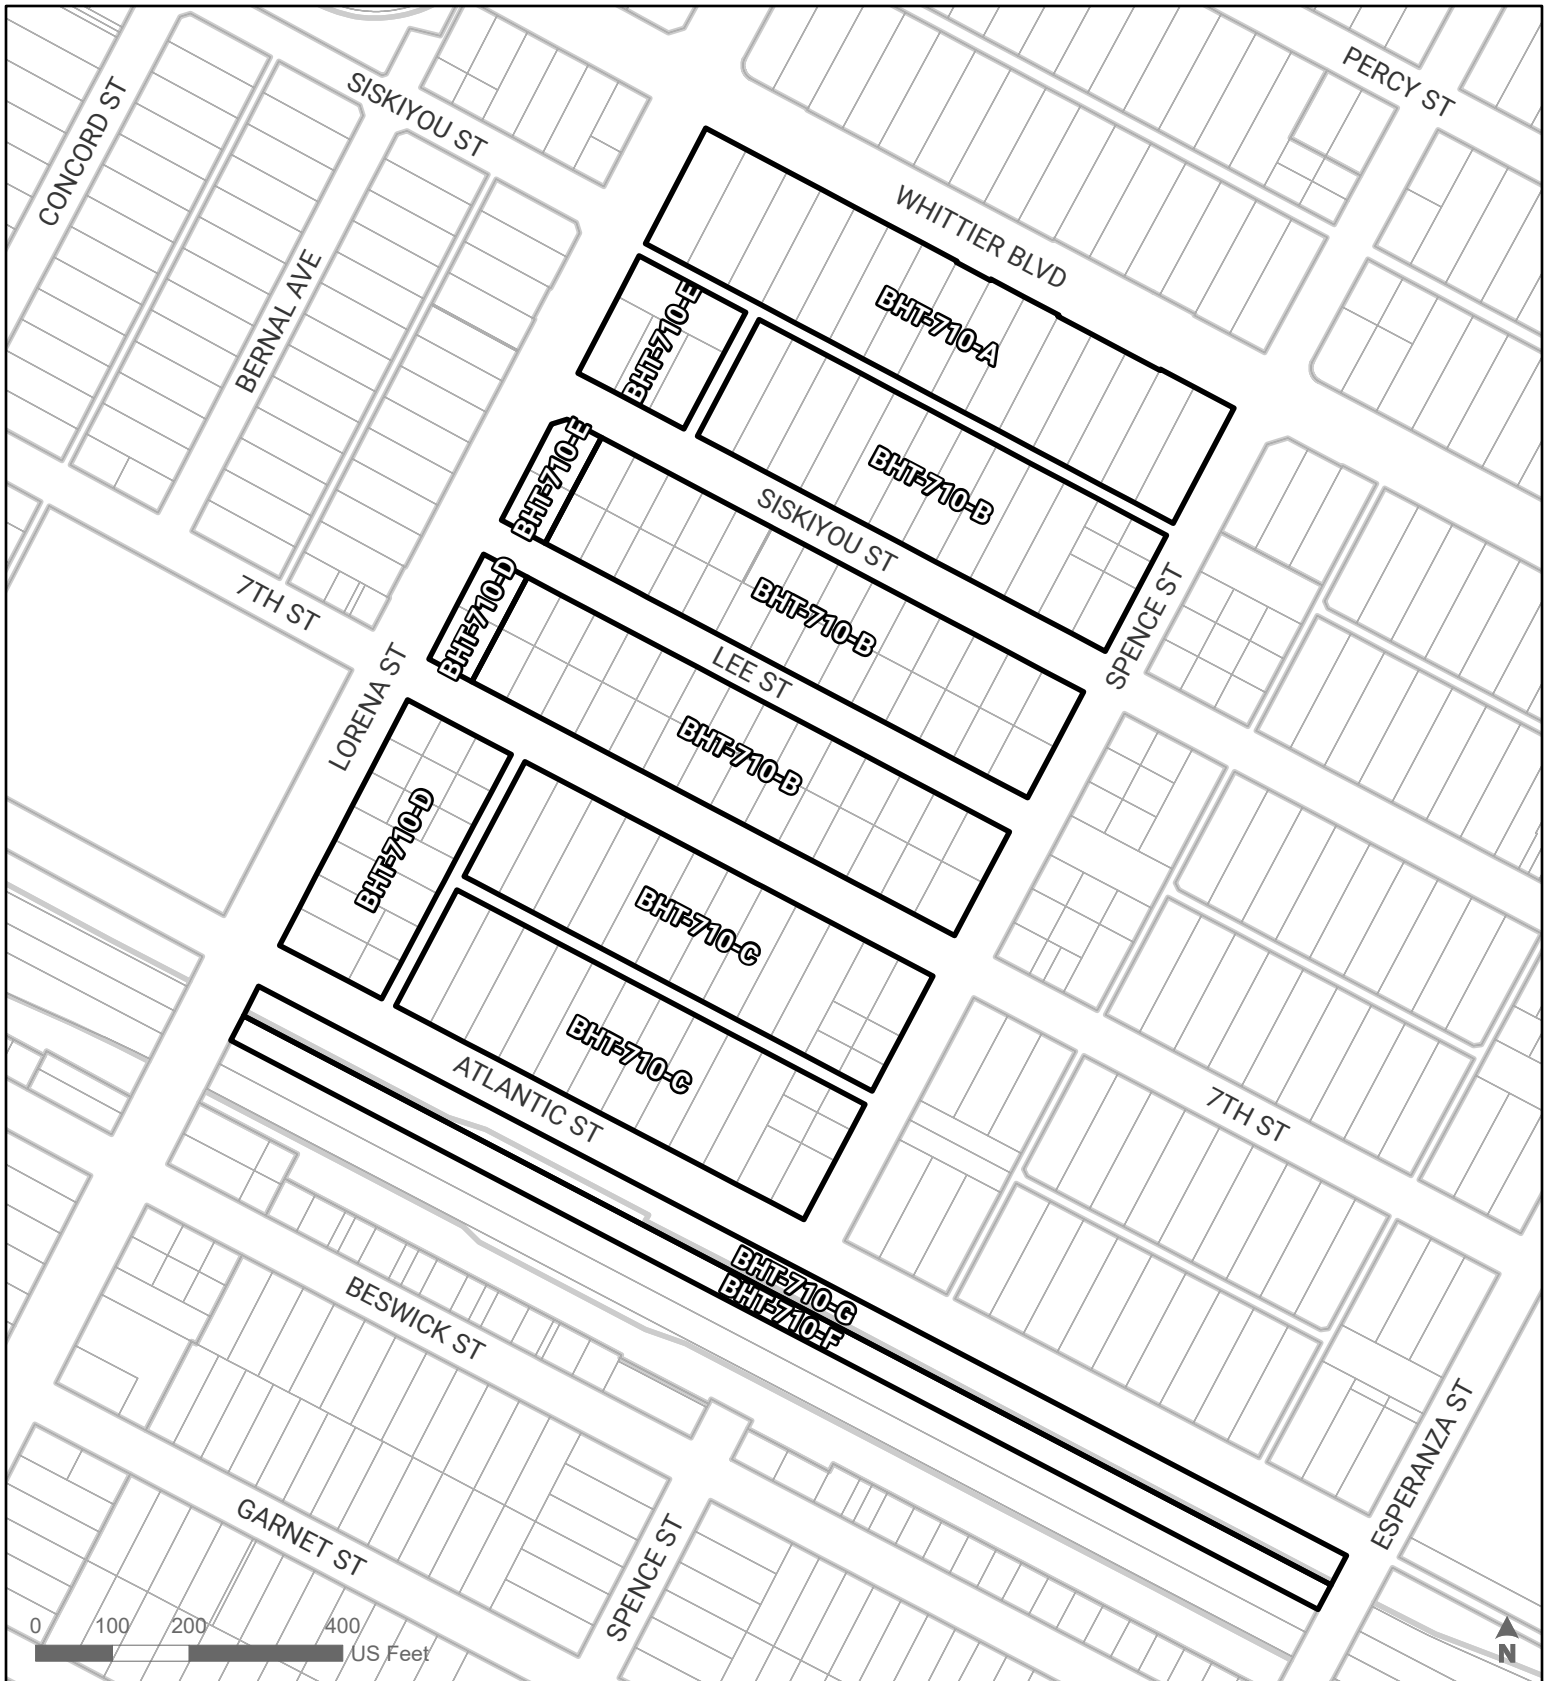 PERCY ST
SISKIYOU ST
CONCORD ST
WHITTIER BLVD
BERNAL AVE
BHT-710-E
BHT-710-A
BHT-710-E
BHT-710-B
SISKIYOU ST
BHT-710-D
BHT-710-B
7TH ST
SPENCE ST
LEE ST
LORENA ST
BHT-710-B
BHT-710-D
BHT-710-C
BHT-710-C
ATLANTIC ST
7TH ST
BHT-710-G
BHT-710-F
BESWICK ST
ESPERANZA ST
GARNET ST
SPENCE ST
0 100 200 400
US Feet
N